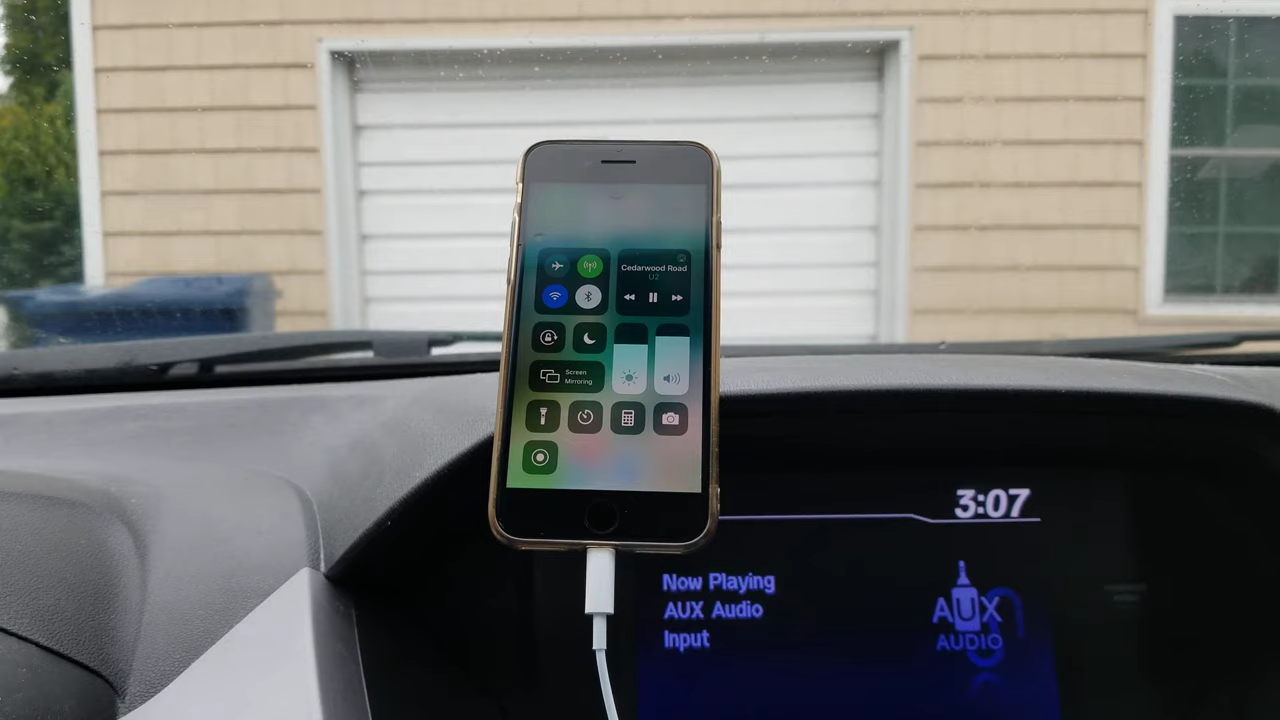 Cedarwood Road
U2
Screen
Mirroring
3:07
Now Playing
AUX Audio
Input
AUX
AUDIO